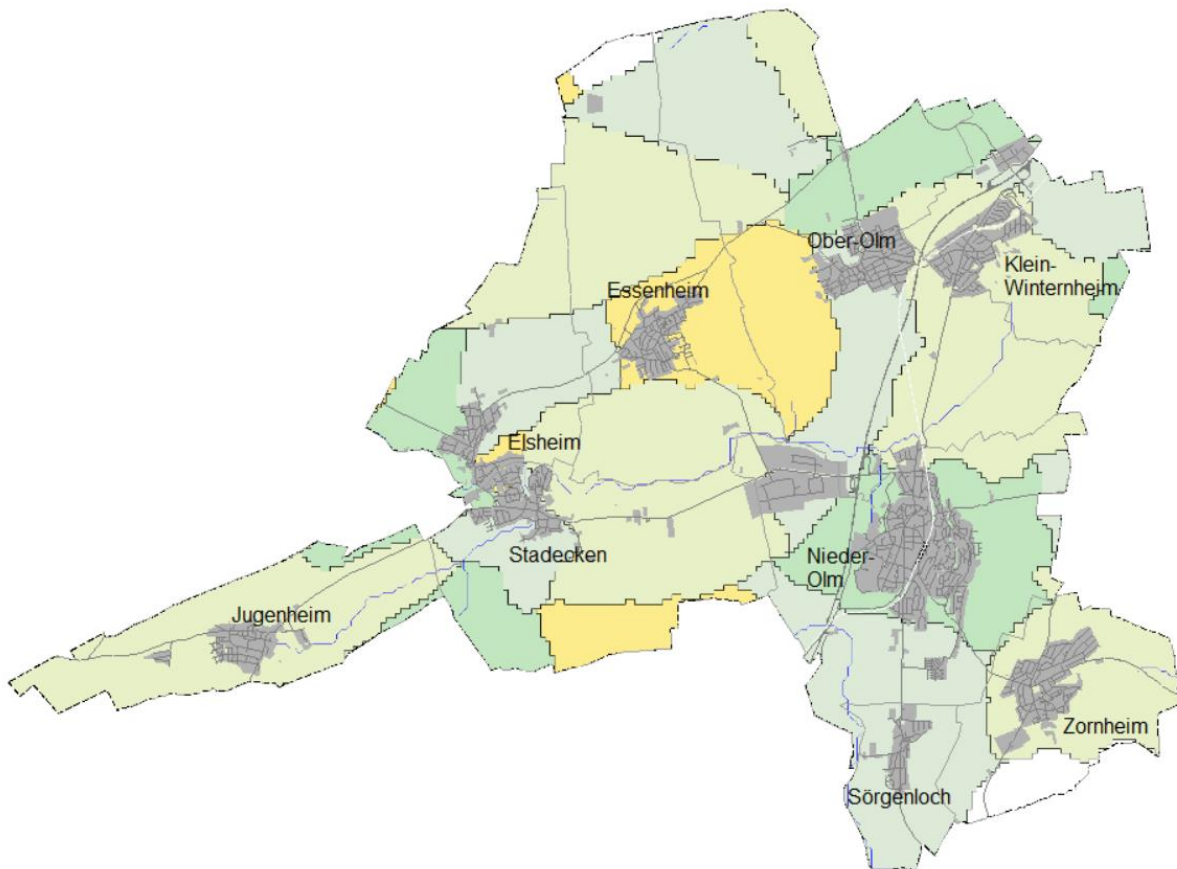 Ober-Olm
Klein-
Winternheim
Essenheim
Elsheim
Stadecken
Nieder-
Olm
Jugenheim
Zornheim
Sörgenloch